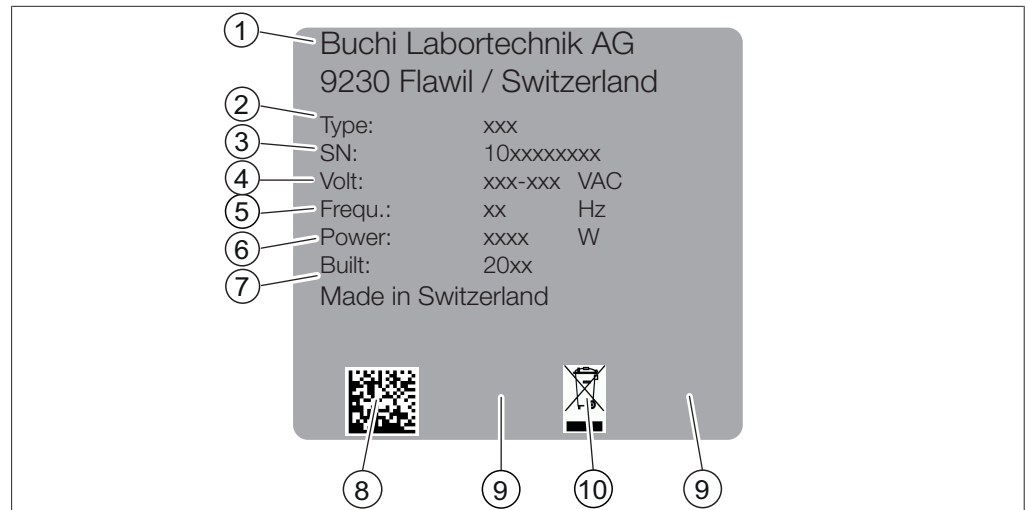 1 Buchi Labortechnik AG
9230 Flawil / Switzerland
2 Type: xxx
3 SN: 10xxxxxxxx
4 Volt: xxx-xxx VAC
5 Frequ.: xx Hz
6 Power: xxxx W
7 Built: 20xx
Made in Switzerland
8 9 10 9